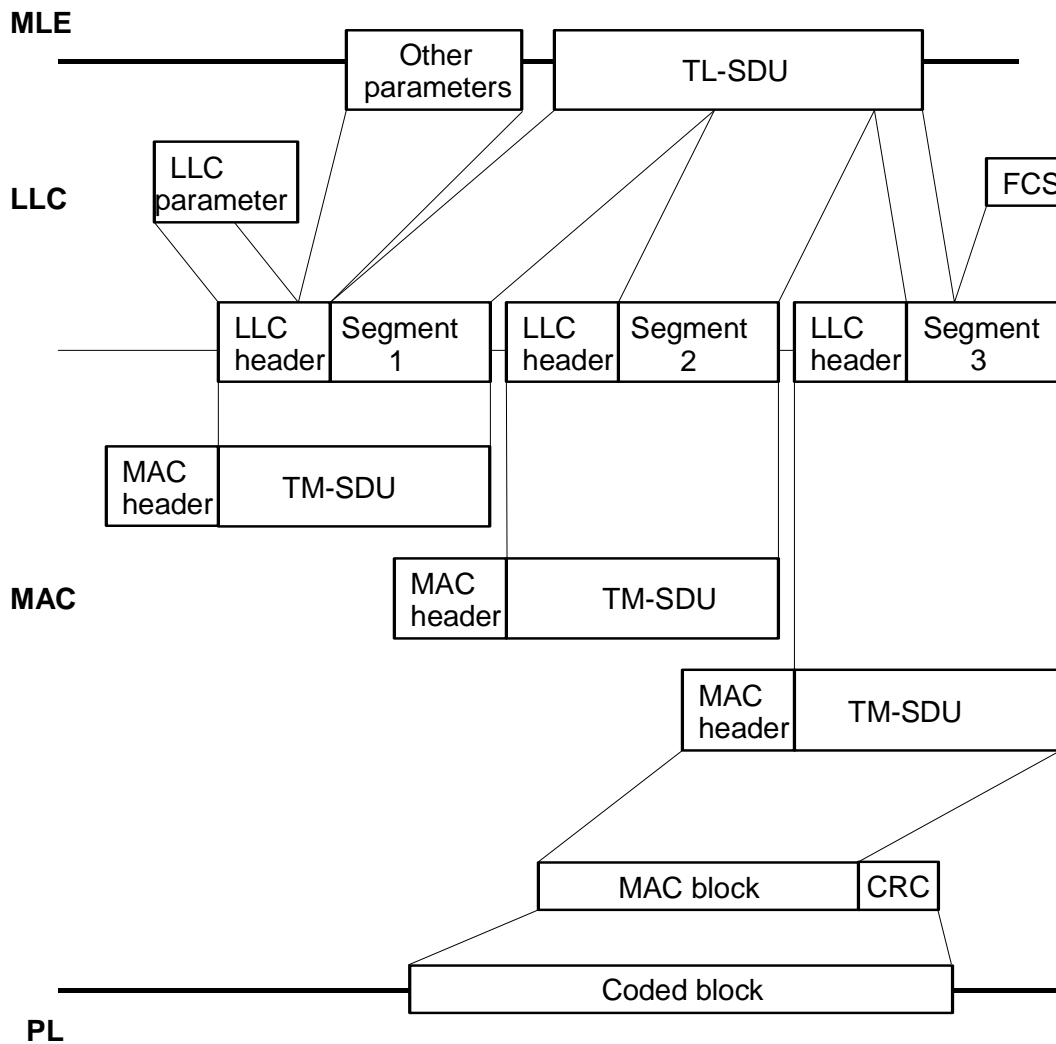 MLE
Other
parameters
TL-SDU
LLC
LLC
parameter
FCS
LLC
header
Segment
1
LLC
header
Segment
2
LLC
header
Segment
3
MAC
header
TM-SDU
MAC
MAC
header
TM-SDU
MAC
header
TM-SDU
MAC block
CRC
Coded block
PL